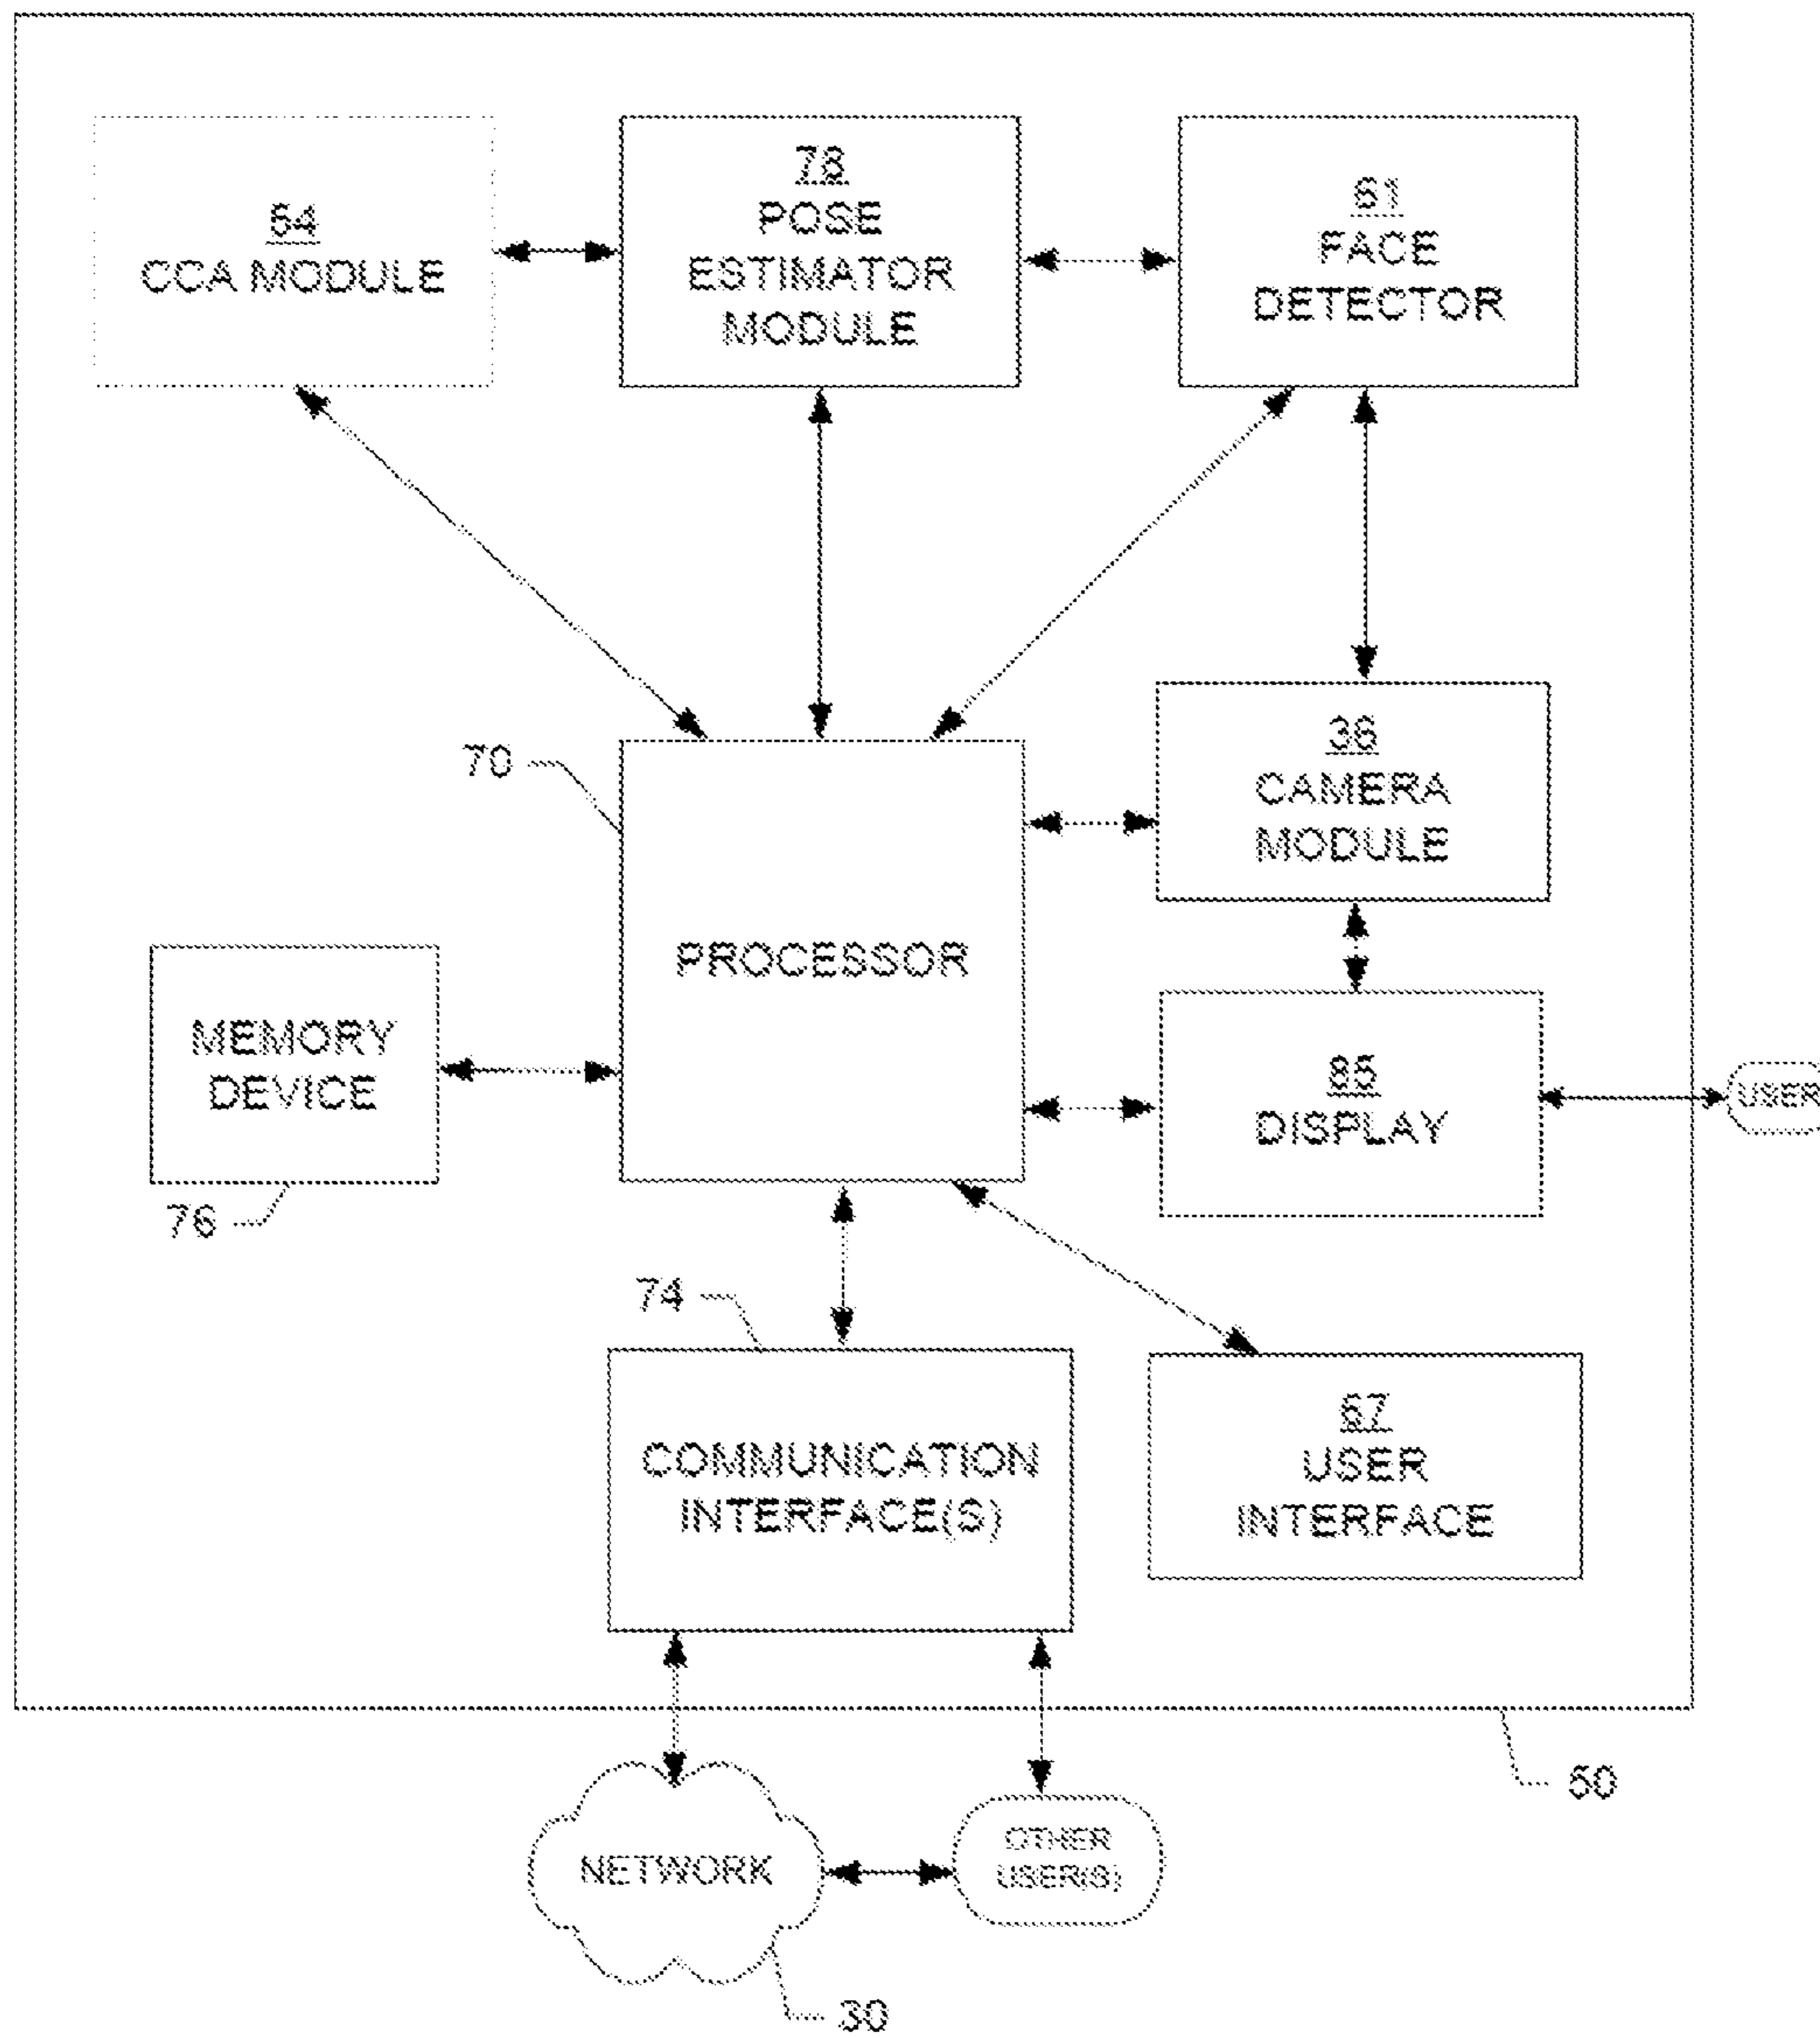 64
CCA MODULE
78
POSE
ESTIMATOR
MODULE
61
FACE
DETECTOR
70
PROCESSOR
36
CAMERA
MODULE
MEMORY
DEVICE
76
85
DISPLAY
USER
74
COMMUNICATION
INTERFACE(S)
67
USER
INTERFACE
50
NETWORK
OTHER
USER(S)
30